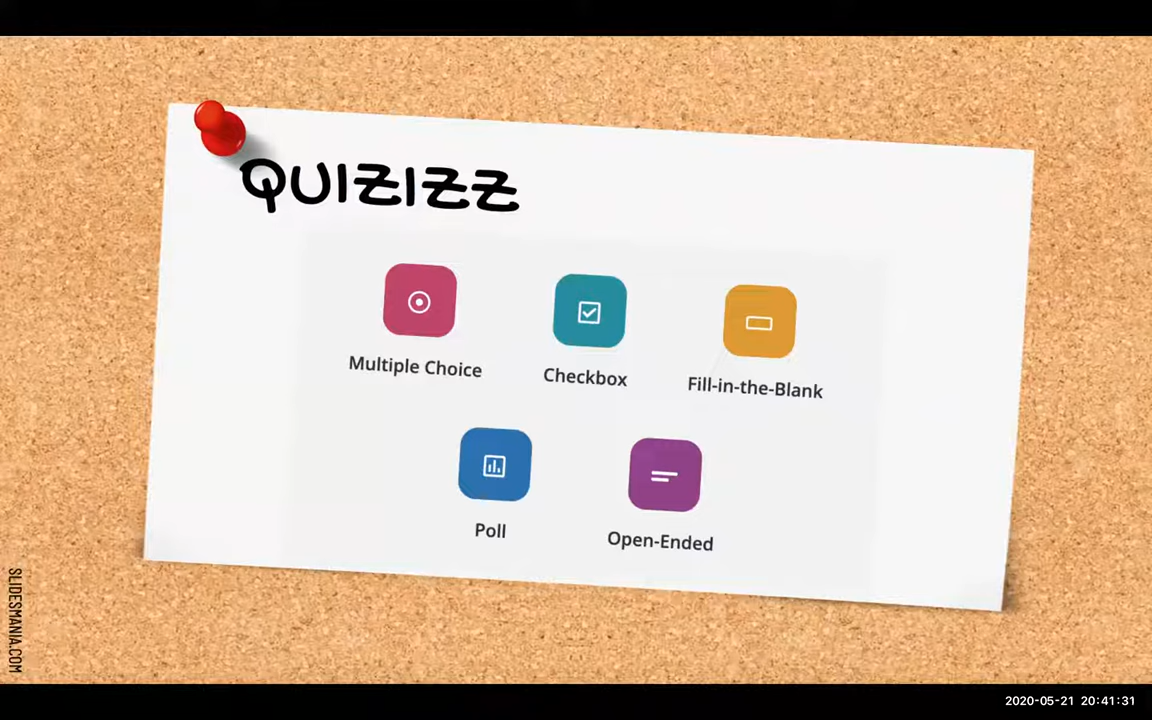 QUIZIZZ
Multiple Choice
Checkbox
Fill-in-the-Blank
Poll
Open-Ended
SLIDESMANIA.COM
2020-05-21 20:41:31